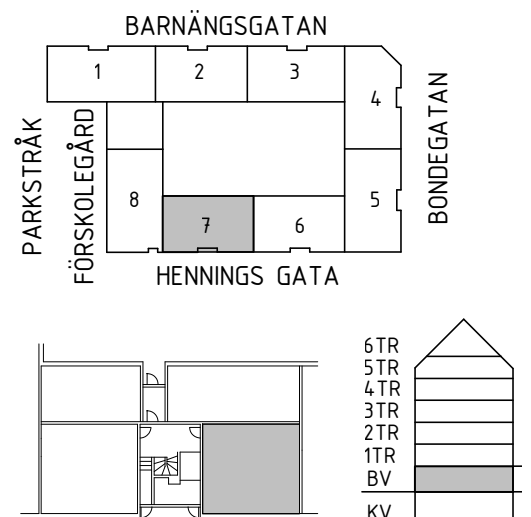 BARNÄNGSGATAN
1 2 3
4
PARKSTRÅK
FÖRSKOLEGÅRD
BONDEGATAN
8 7 6 5
HENNINGS GATA
6TR
5TR
4TR
3TR
2TR
1TR
BV
KV